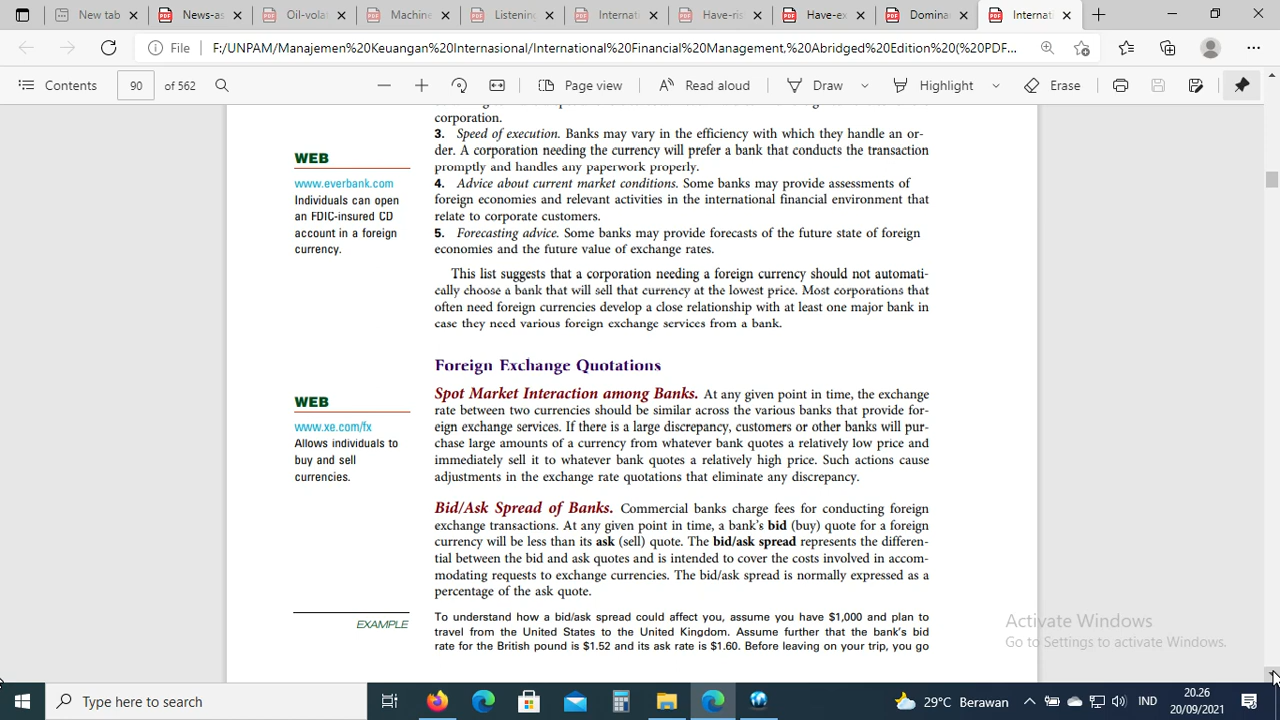 New tab
News-as
Oil-volat
Machine
Listening
Internati
Have-ris
Have-ex
Domina
Internati
File
F:/UNPAM/Manajemen%20Keuangan%20Internasional/International%20Financial%20Management,%20Abridged%20Edition%20(%20PDF...
Contents
90
of 562
Page view
Read aloud
Draw
Highlight
Erase
corporation.
3. Speed of execution. Banks may vary in the efficiency with which they handle an or-
der. A corporation needing the currency will prefer a bank that conducts the transaction
promptly and handles any paperwork properly.
4. Advice about current market conditions. Some banks may provide assessments of
foreign economies and relevant activities in the international financial environment that
relate to corporate customers.
5. Forecasting advice. Some banks may provide forecasts of the future state of foreign
economies and the future value of exchange rates.
WEB
www.everbank.com
Individuals can open
an FDIC-insured CD
account in a foreign
currency.
This list suggests that a corporation needing a foreign currency should not automati-
cally choose a bank that will sell that currency at the lowest price. Most corporations that
often need foreign currencies develop a close relationship with at least one major bank in
case they need various foreign exchange services from a bank.
Foreign Exchange Quotations
Spot Market Interaction among Banks. At any given point in time, the exchange
rate between two currencies should be similar across the various banks that provide for-
eign exchange services. If there is a large discrepancy, customers or other banks will pur-
chase large amounts of a currency from whatever bank quotes a relatively low price and
immediately sell it to whatever bank quotes a relatively high price. Such actions cause
adjustments in the exchange rate quotations that eliminate any discrepancy.
WEB
www.xe.com/fx
Allows individuals to
buy and sell
currencies.
Bid/Ask Spread of Banks. Commercial banks charge fees for conducting foreign
exchange transactions. At any given point in time, a bank's bid (buy) quote for a foreign
currency will be less than its ask (sell) quote. The bid/ask spread represents the differen-
tial between the bid and ask quotes and is intended to cover the costs involved in accom-
modating requests to exchange currencies. The bid/ask spread is normally expressed as a
percentage of the ask quote.
EXAMPLE
To understand how a bid/ask spread could affect you, assume you have $1,000 and plan to
travel from the United States to the United Kingdom. Assume further that the bank's bid
rate for the British pound is $1.52 and its ask rate is $1.60. Before leaving on your trip, you go
Activate Windows
Go to Settings to activate Windows.
Type here to search
29°C Berawan
IND
20.26
20/09/2021